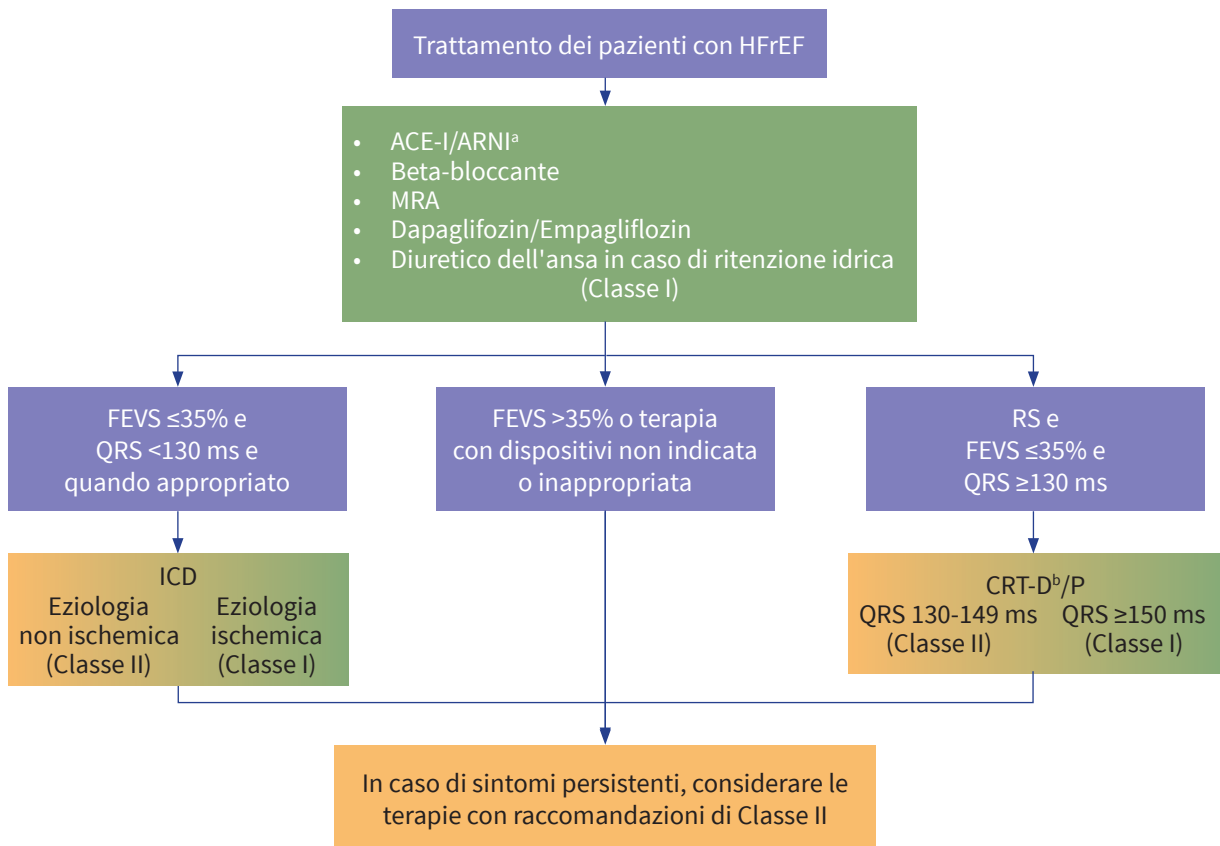 Trattamento dei pazienti con HFrEF
• ACE-I/ARNIᵃ
• Beta-bloccante
• MRA
• Dapaglifozin/Empagliflozin
• Diuretico dell'ansa in caso di ritenzione idrica
(Classe I)
FEVS ≤35% e
QRS <130 ms e
quando appropriato
FEVS >35% o terapia
con dispositivi non indicata
o inappropriata
RS e
FEVS ≤35% e
QRS ≥130 ms
ICD
Eziologia
non ischemica
(Classe II)
Eziologia
ischemica
(Classe I)
CRT-Dᵇ/P
QRS 130-149 ms
(Classe II)
QRS ≥150 ms
(Classe I)
In caso di sintomi persistenti, considerare le
terapie con raccomandazioni di Classe II